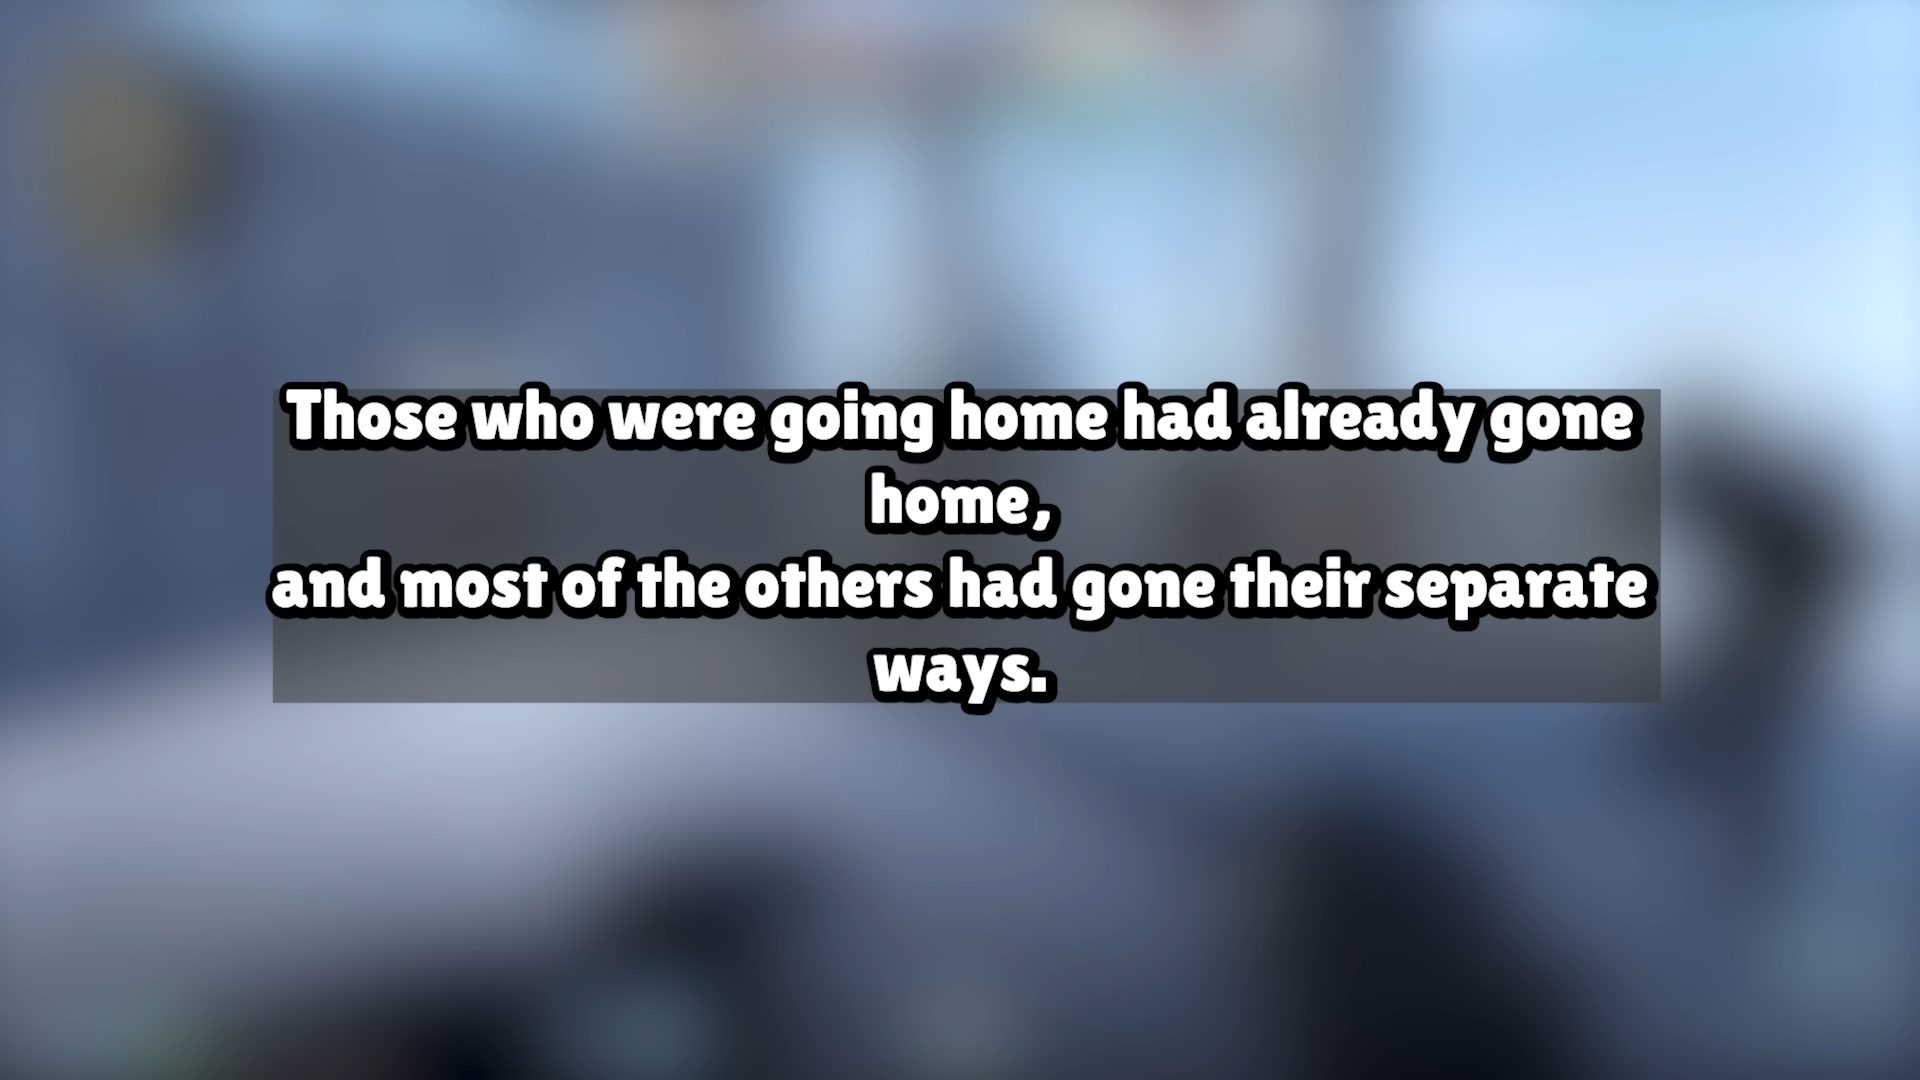 Those who were going home had already gone
home,
and most of the others had gone their separate
ways.